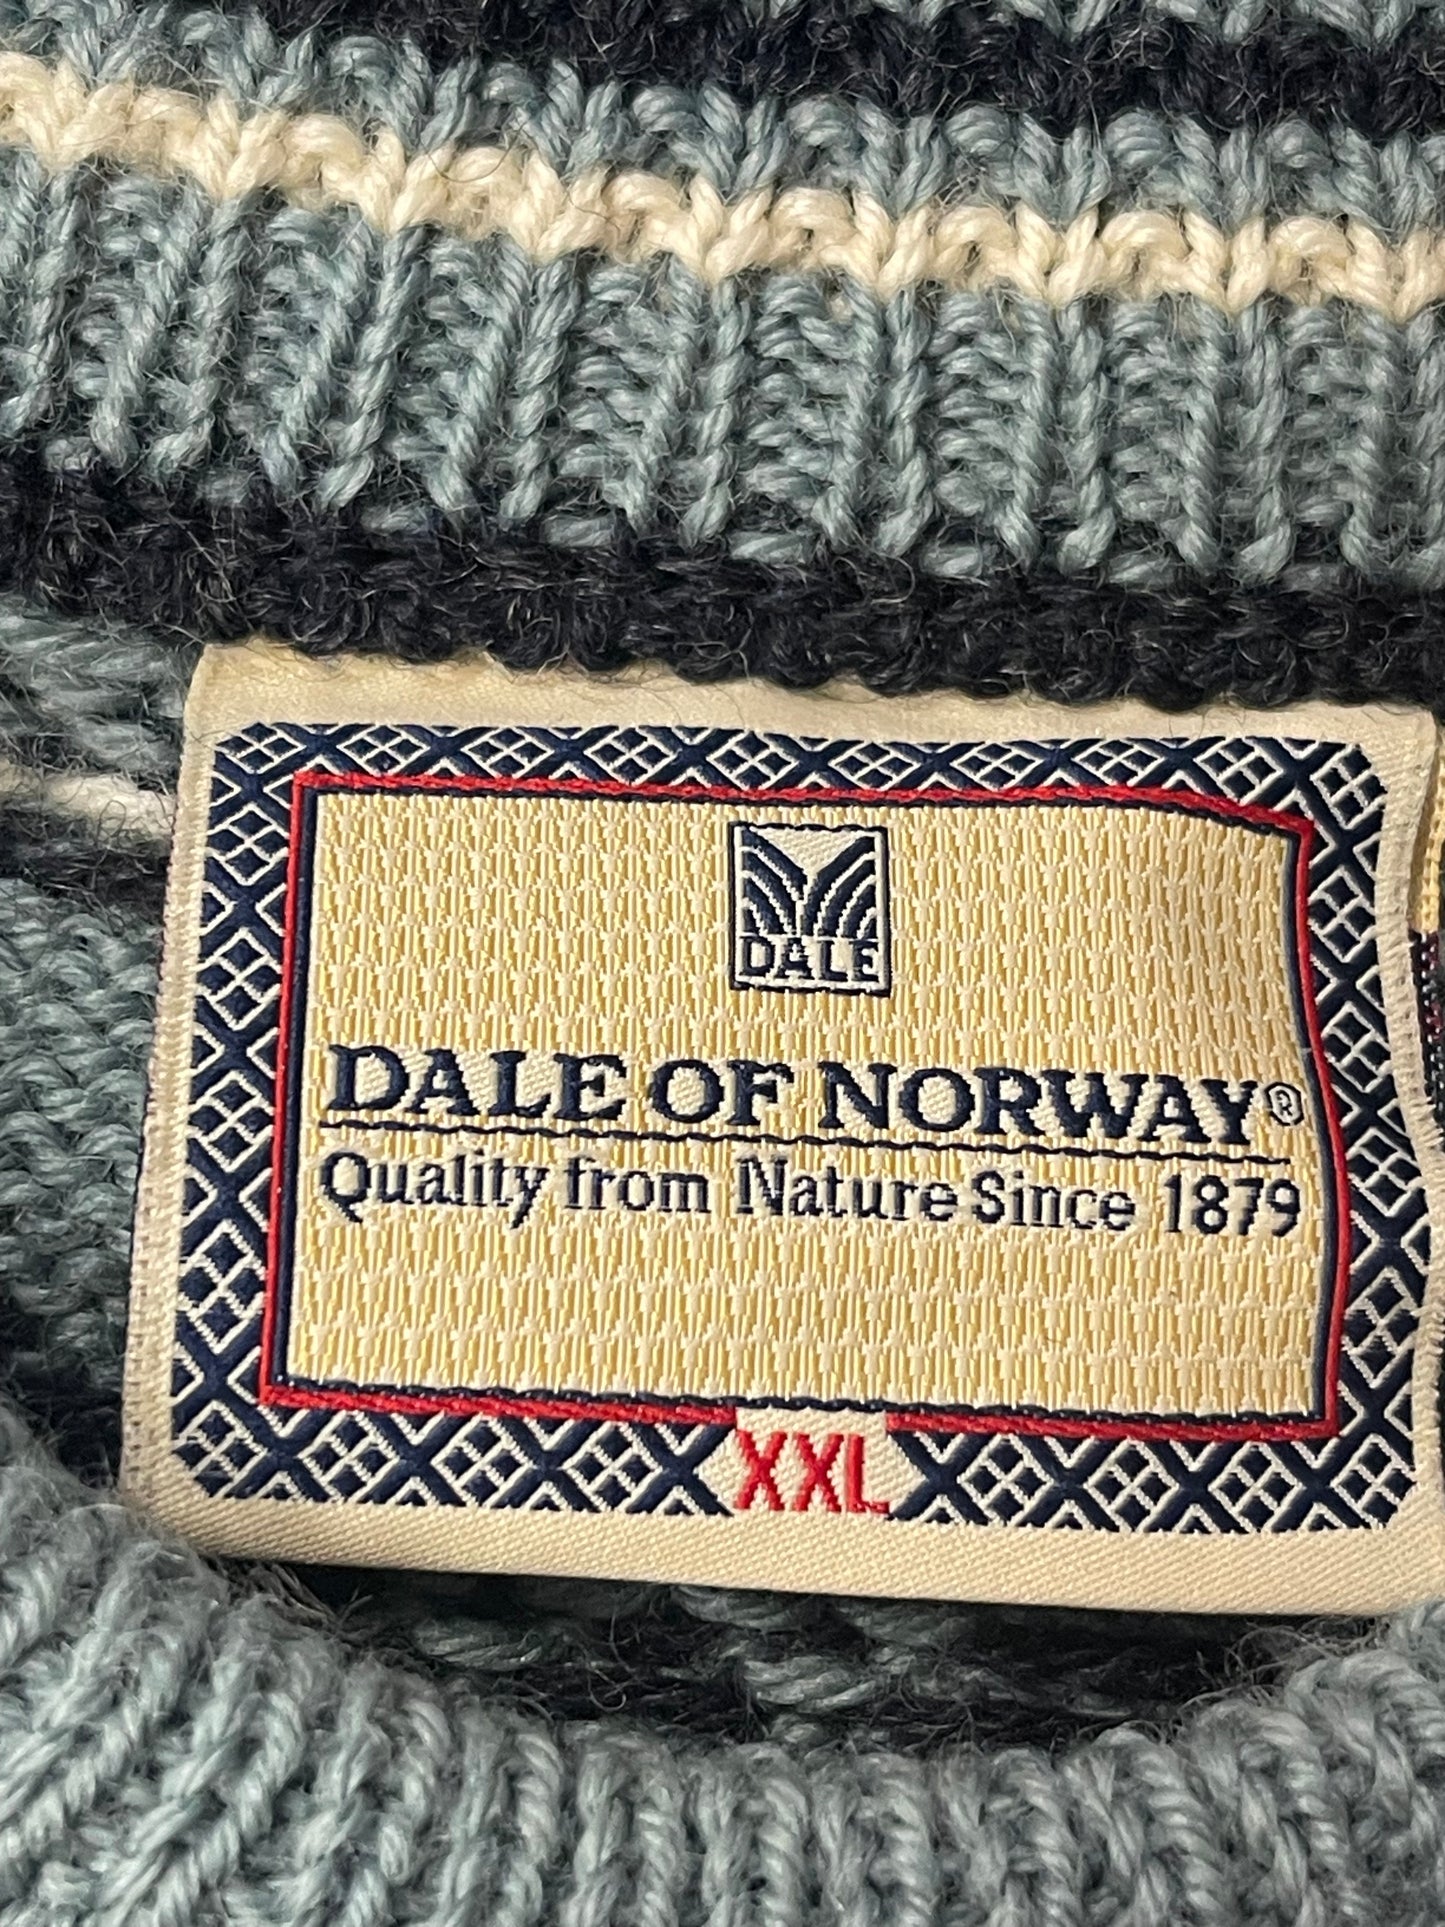 DALE
DALE OF NORWAY®
Quality from Nature Since 1879
XXL